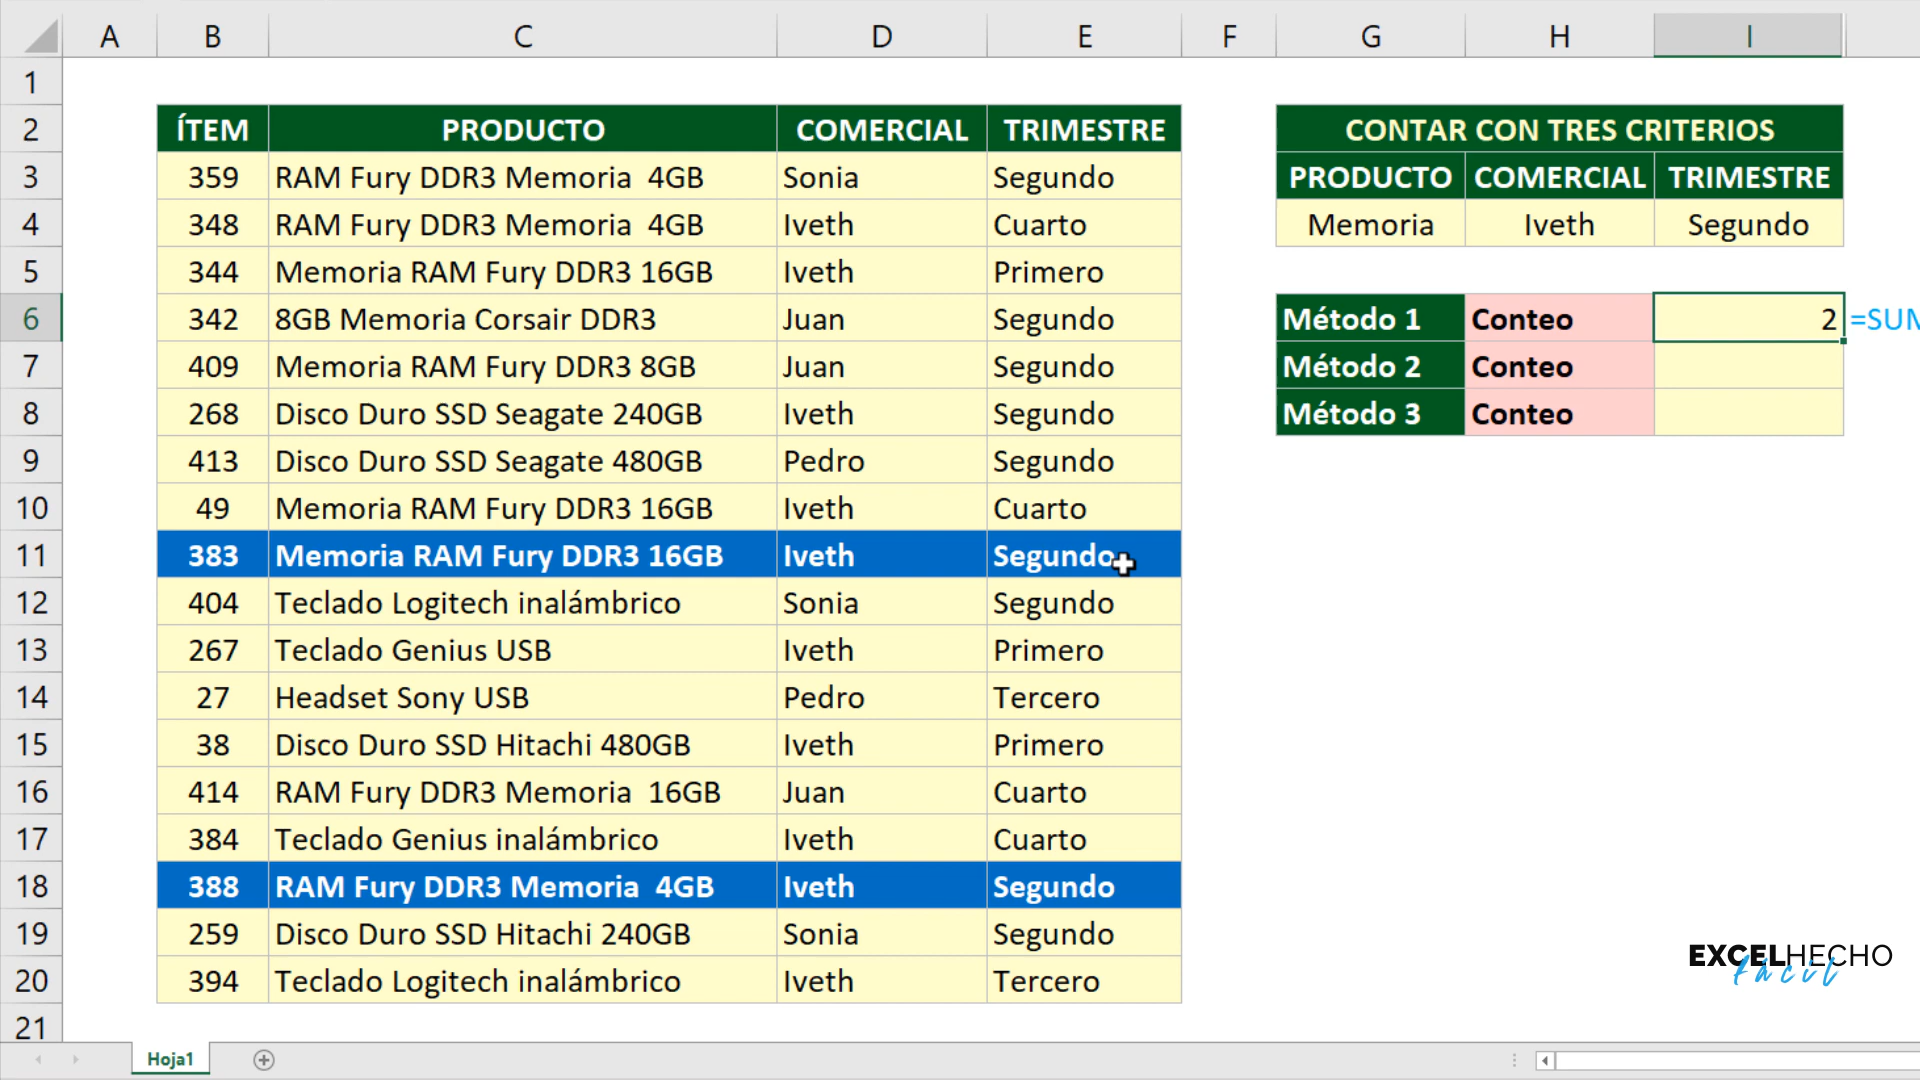 A B C D E F G H I
1
2 ÍTEM PRODUCTO COMERCIAL TRIMESTRE CONTAR CON TRES CRITERIOS
3 359 RAM Fury DDR3 Memoria  4GB Sonia Segundo PRODUCTO COMERCIAL TRIMESTRE
4 348 RAM Fury DDR3 Memoria  4GB Iveth Cuarto Memoria Iveth Segundo
5 344 Memoria RAM Fury DDR3 16GB Iveth Primero
6 342 8GB Memoria Corsair DDR3 Juan Segundo Método 1 Conteo 2 =SUM
7 409 Memoria RAM Fury DDR3 8GB Juan Segundo Método 2 Conteo
8 268 Disco Duro SSD Seagate 240GB Iveth Segundo Método 3 Conteo
9 413 Disco Duro SSD Seagate 480GB Pedro Segundo
10 49 Memoria RAM Fury DDR3 16GB Iveth Cuarto
11 383 Memoria RAM Fury DDR3 16GB Iveth Segundo
12 404 Teclado Logitech inalámbrico Sonia Segundo
13 267 Teclado Genius USB Iveth Primero
14 27 Headset Sony USB Pedro Tercero
15 38 Disco Duro SSD Hitachi 480GB Iveth Primero
16 414 RAM Fury DDR3 Memoria  16GB Juan Cuarto
17 384 Teclado Genius inalámbrico Iveth Cuarto
18 388 RAM Fury DDR3 Memoria  4GB Iveth Segundo
19 259 Disco Duro SSD Hitachi 240GB Sonia Segundo
20 394 Teclado Logitech inalámbrico Iveth Tercero
21
EXCELHECHO
fácil
Hoja1